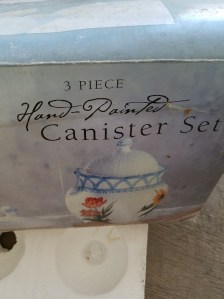 3 PIECE
Hand-Painted
Canister Set